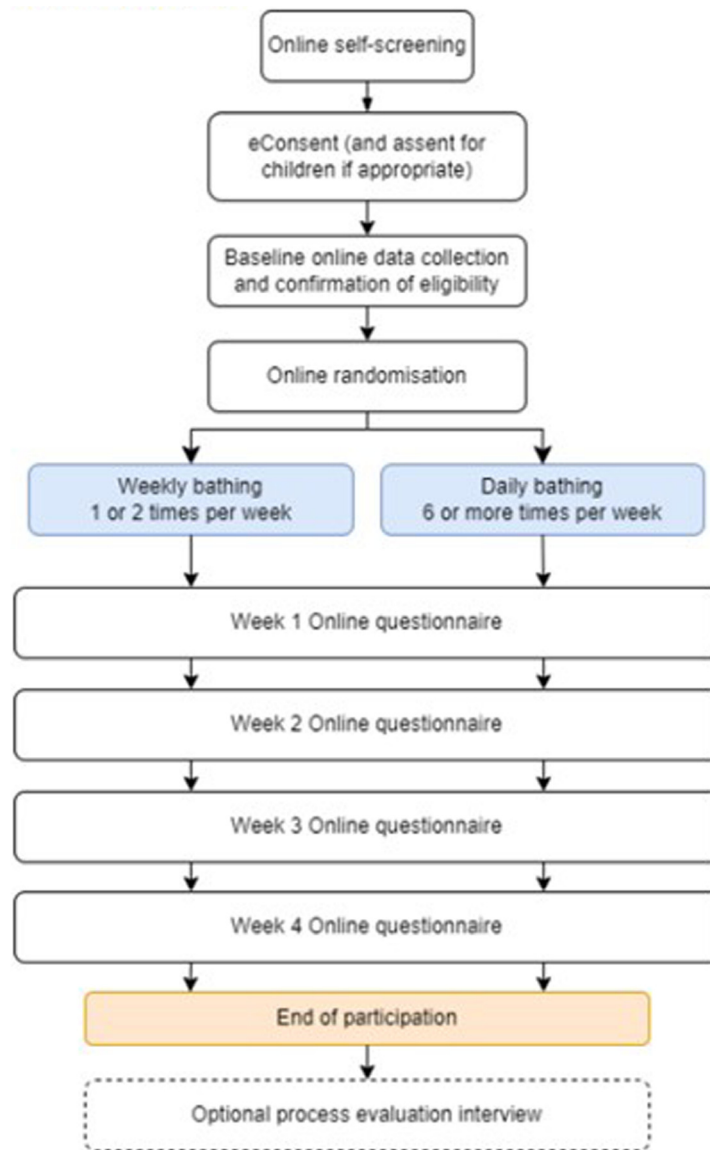 Online self-screening
eConsent (and assent for
children if appropriate)
Baseline online data collection
and confirmation of eligibility
Online randomisation
Weekly bathing
1 or 2 times per week
Daily bathing
6 or more times per week
Week 1 Online questionnaire
Week 2 Online questionnaire
Week 3 Online questionnaire
Week 4 Online questionnaire
End of participation
Optional process evaluation interview